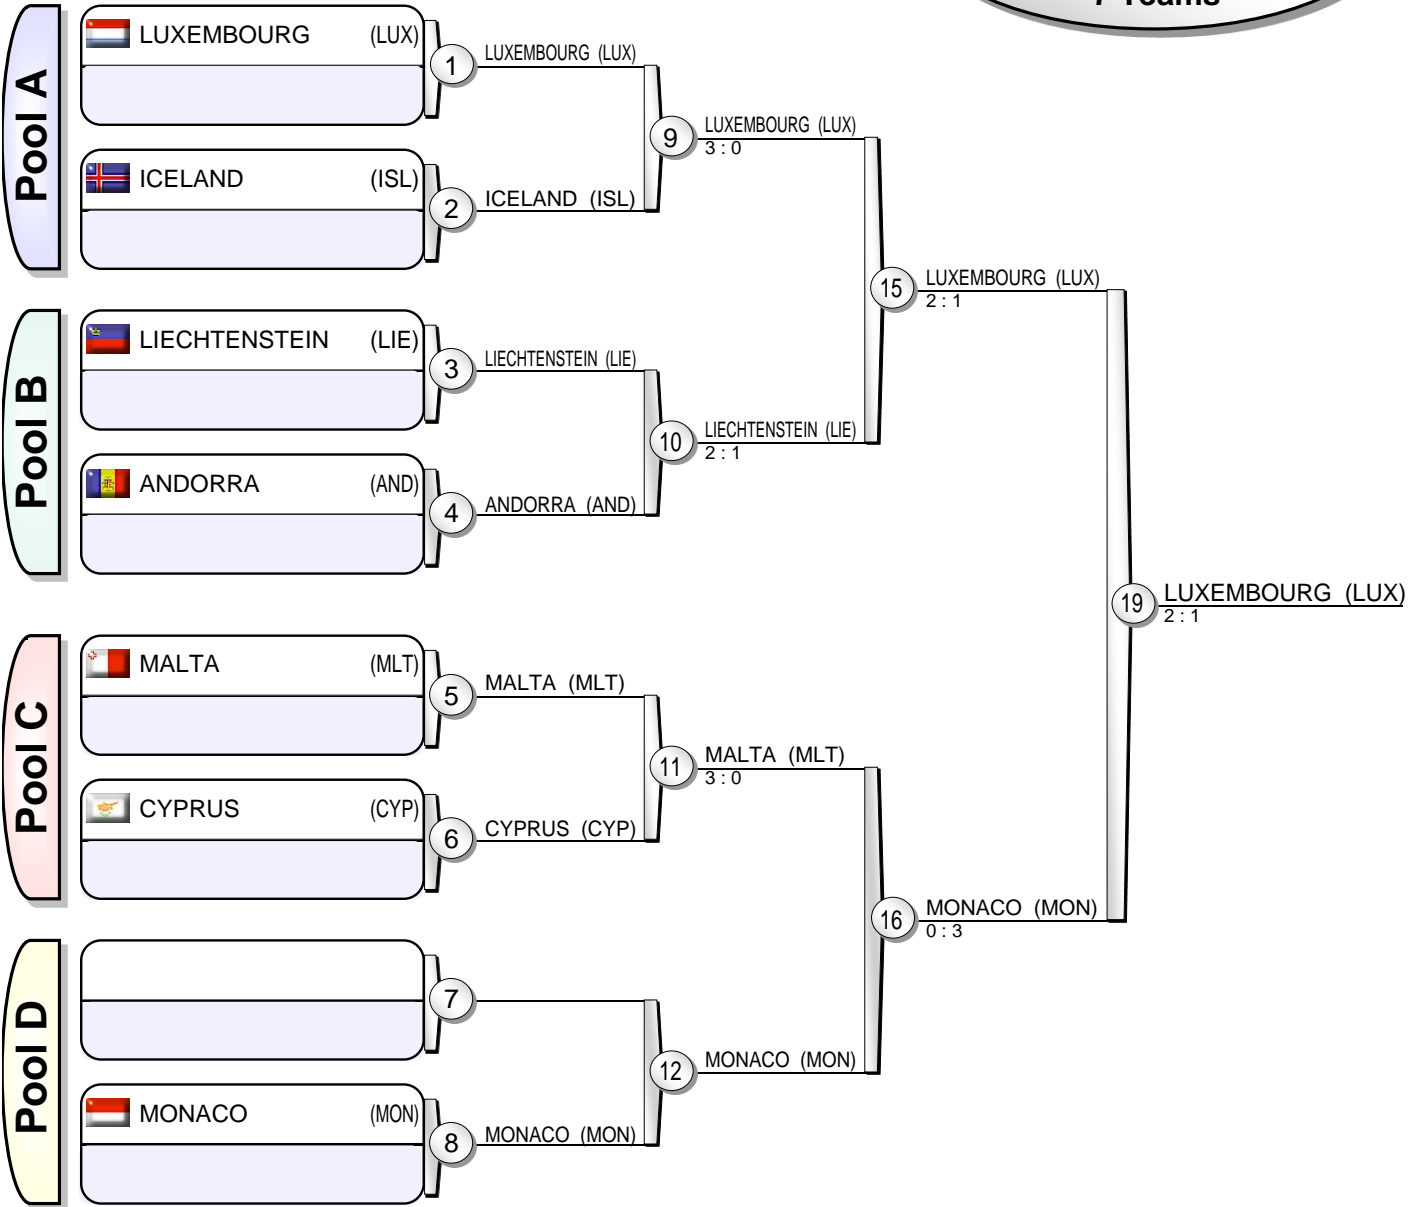 7 Teams
Pool A
LUXEMBOURG (LUX)
1
LUXEMBOURG (LUX)
ICELAND (ISL)
2
ICELAND (ISL)
9
LUXEMBOURG (LUX)
3 : 0
Pool B
LIECHTENSTEIN (LIE)
3
LIECHTENSTEIN (LIE)
ANDORRA (AND)
4
ANDORRA (AND)
10
LIECHTENSTEIN (LIE)
2 : 1
15
LUXEMBOURG (LUX)
2 : 1
Pool C
MALTA (MLT)
5
MALTA (MLT)
CYPRUS (CYP)
6
CYPRUS (CYP)
11
MALTA (MLT)
3 : 0
Pool D
7
MONACO (MON)
8
MONACO (MON)
12
MONACO (MON)
16
MONACO (MON)
0 : 3
19
LUXEMBOURG (LUX)
2 : 1